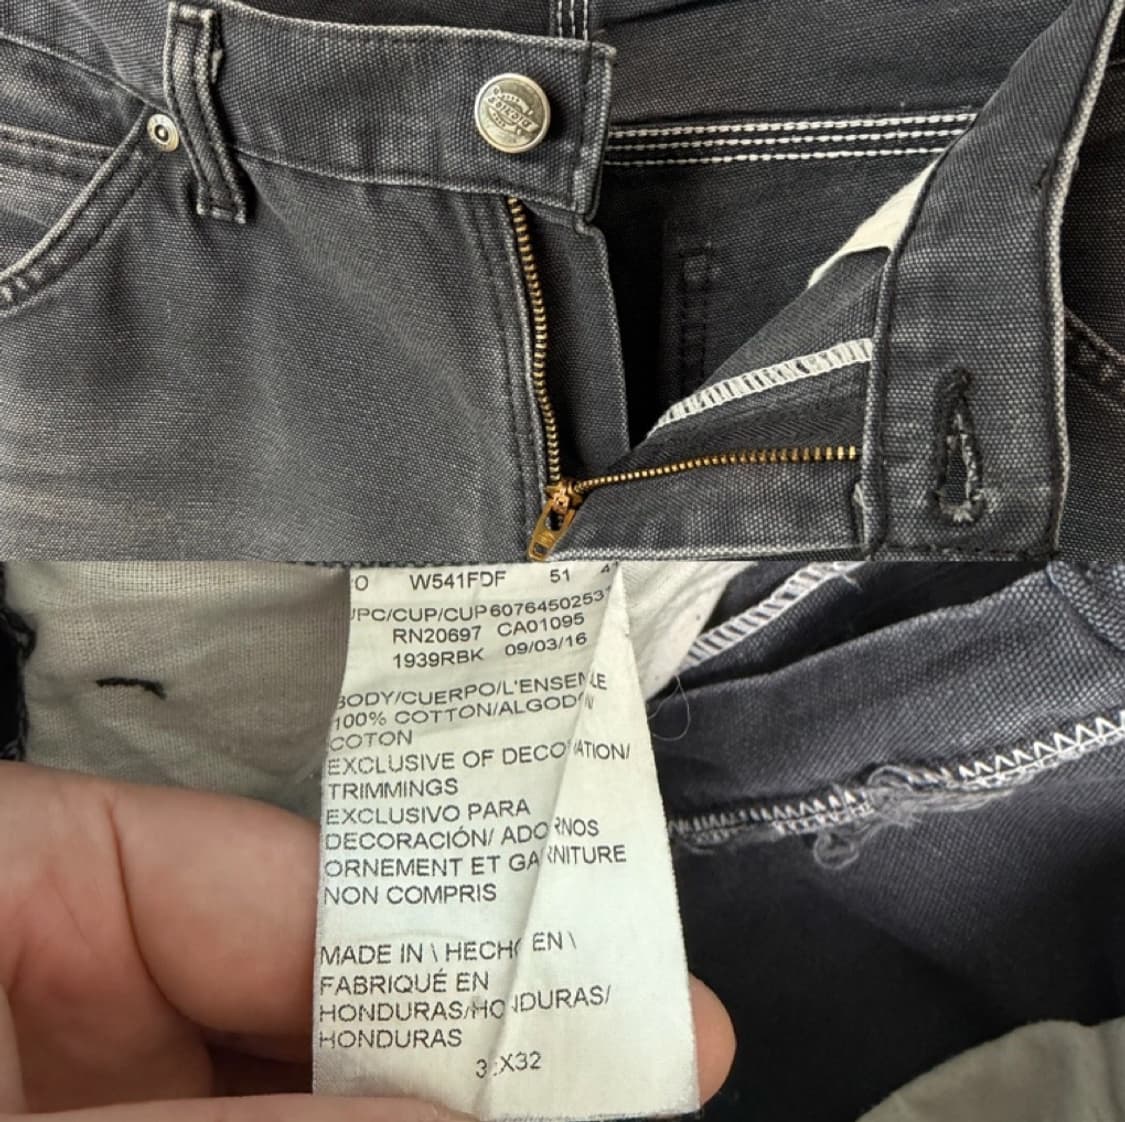 DICKIES
O W541FDF 51
UPC/CUP/CUP 607645025
RN20697 CA01095
1939RBK 09/03/16
BODY/CUERPO/L'ENSEMBLE
100% COTTON/ALGODÓN
COTON
EXCLUSIVE OF DECORATION/
TRIMMINGS
EXCLUSIVO PARA
DECORACIÓN/ ADORNOS
ORNEMENT ET GARNITURE
NON COMPRIS
MADE IN \ HECHO EN \
FABRIQUÉ EN
HONDURAS/HONDURAS/
HONDURAS